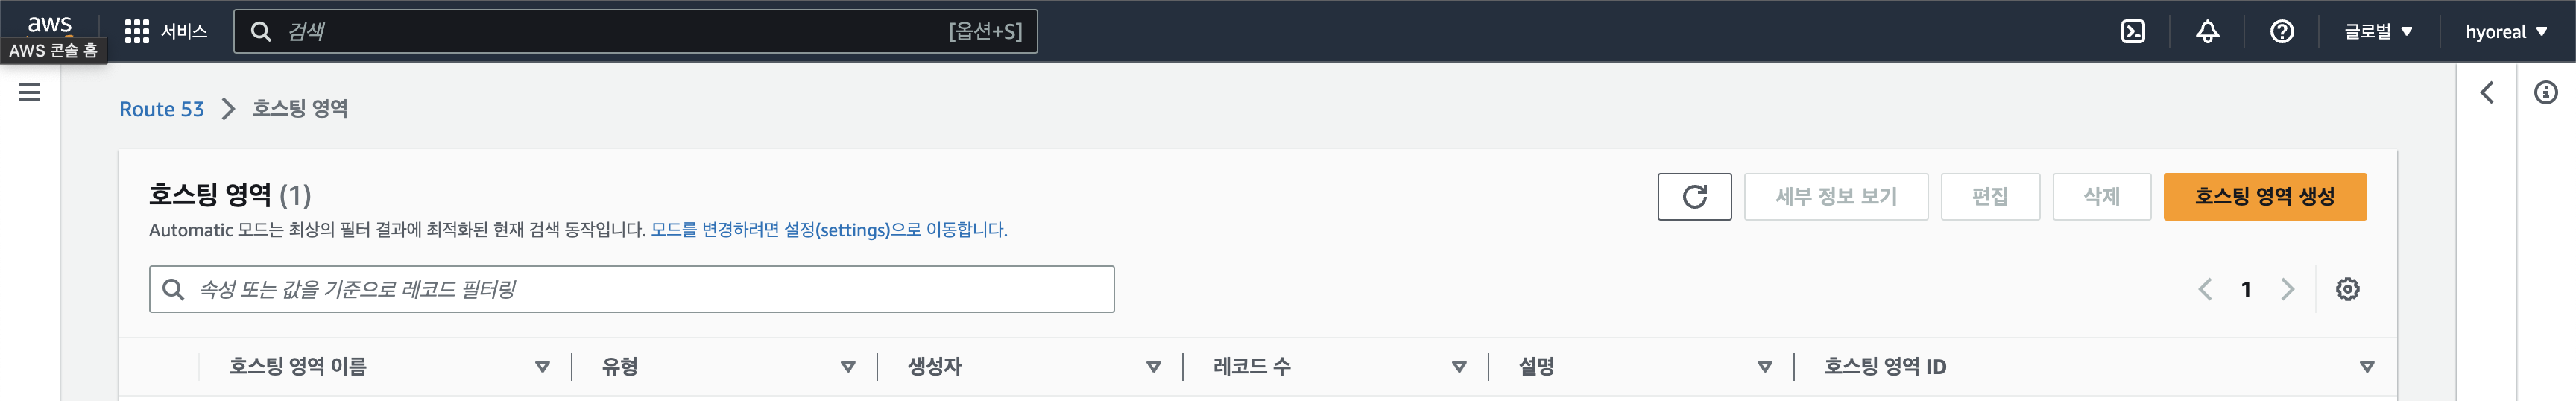 aws
서비스
검색
[옵션+S]
글로벌
hyoreal
AWS 콘솔 홈
Route 53
호스팅 영역
호스팅 영역 (1)
세부 정보 보기
편집
삭제
호스팅 영역 생성
Automatic 모드는 최상의 필터 결과에 최적화된 현재 검색 동작입니다. 모드를 변경하려면 설정(settings)으로 이동합니다.
속성 또는 값을 기준으로 레코드 필터링
1
호스팅 영역 이름
유형
생성자
레코드 수
설명
호스팅 영역 ID